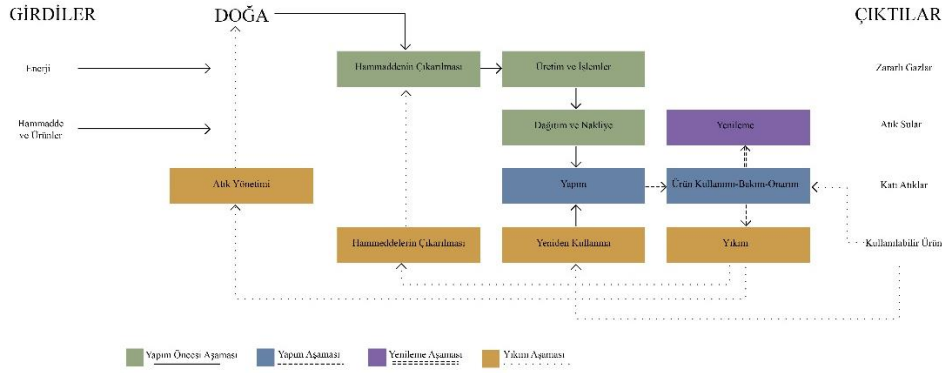 GİRDİLER
DOĞA
ÇIKTILAR
Enerji
Hammaddenin Çıkarılması
Üretim ve İşlemler
Zararlı Gazlar
Hammadde
ve Ürünler
Dağıtım ve Nakliye
Yenileme
Atık Sular
Atık Yönetimi
Yapım
Ürün Kullanımı-Bakım-Onarım
Katı Atıklar
Hammeddelerin Çıkarılması
Yeniden Kullanma
Yıkım
Kullanılabilir Ürün
Yapım Öncesi Aşaması
Yapım Aşaması
Yenileme Aşaması
Yıkım Aşaması